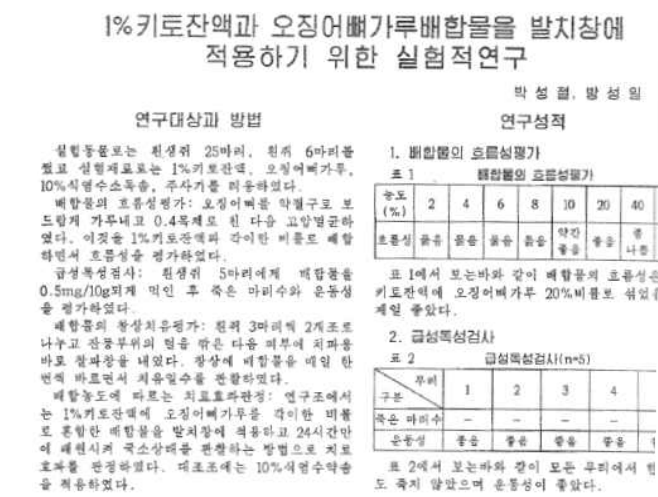 1%키토잔액과 오징어뼈가루배합물을 발치창에
적용하기 위한 실험적연구
박 성 절, 방 성 일
연구대상과 방법
실험동물로는 흰생쥐 25마리, 흰쥐 6마리를
썼고 실험재료로는 1%키토잔액, 오징어뼈가루,
10%식염수소독솜, 주사기를 리용하였다.
배합물의 흐름성평가: 오징어뼈를 약절구로 보
드랍게 가루내고 0.4목제로 친 다음 고압멸균하
였다. 이것을 1%키토잔액과 각이한 비률로 배합
하면서 흐름성을 평가하였다.
급성독성검사: 흰생쥐 5마리에게 배합물을
0.5mg/10g되게 먹인 후 죽은 마리수와 운동성
을 평가하였다.
배합물의 창상치유평가: 흰쥐 3마리씩 2개조로
나누고 잔등부위의 털을 깎은 다음 피부에 치과용
바로 찰과창을 내였다. 창상에 배합물을 매일 한
번씩 바르면서 치유일수를 관찰하였다.
배합농도에 따르는 치료효과판정: 연구조에서
는 1%키토잔액에 오징어뼈가루를 각이한 비률
로 혼합한 배합물을 발치창에 적용하고 24시간만
에 래원시켜 국소상태를 관찰하는 방법으로 치료
효과를 판정하였다. 대조조에는 10%식염수약솜
을 적용하였다.
연구성적
1. 배합물의 흐름성평가
표 1 배합물의 흐름성평가
농도
(%) 2 4 6 8 10 20 40
흐름성 묽음 묽음 묽음 묽음 약간
좋음 좋음 좀
나쁨
표 1에서 보는바와 같이 배합물의 흐름성은
키토잔액에 오징어뼈가루 20%비률로 섞었을
제일 좋았다.
2. 급성독성검사
표 2 급성독성검사(n=5)
무리
구분 1 2 3 4
죽은 마리수 － － － －
운동성 좋음 좋음 좋음 좋음
표 2에서 보는바와 같이 모든 무리에서 한
도 죽지 않았으며 운동성이 좋았다.